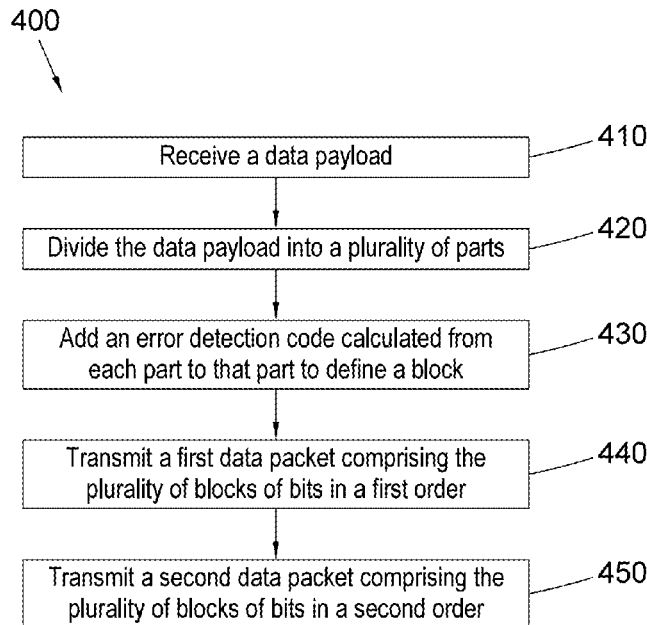 400
Receive a data payload
410
Divide the data payload into a plurality of parts
420
Add an error detection code calculated from
each part to that part to define a block
430
Transmit a first data packet comprising the
plurality of blocks of bits in a first order
440
Transmit a second data packet comprising the
plurality of blocks of bits in a second order
450